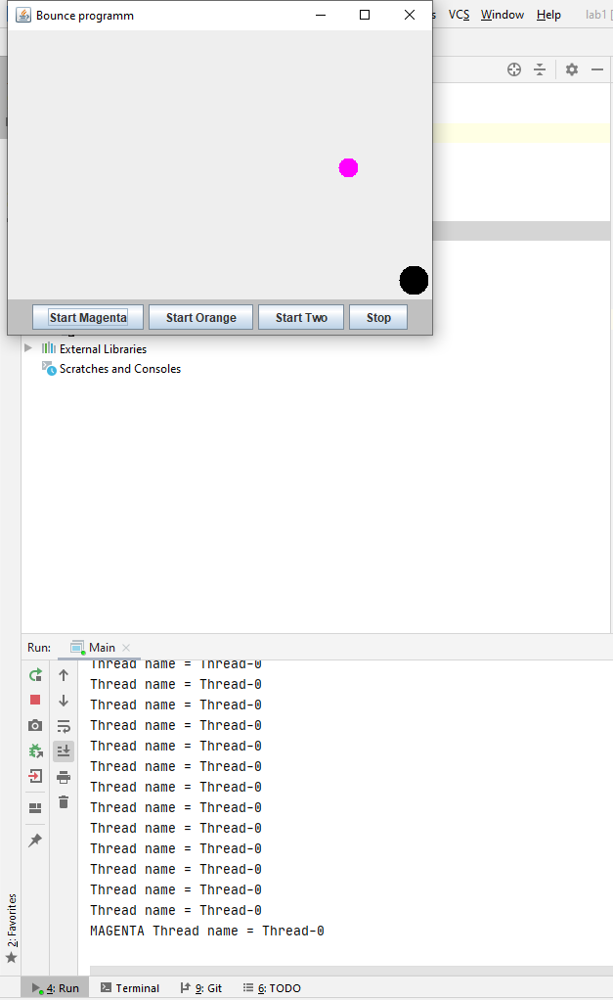 Bounce programm
VCS Window Help lab1
Start Magenta Start Orange Start Two Stop
External Libraries
Scratches and Consoles
Run: Main
Thread name = Thread-0
Thread name = Thread-0
Thread name = Thread-0
Thread name = Thread-0
Thread name = Thread-0
Thread name = Thread-0
Thread name = Thread-0
Thread name = Thread-0
Thread name = Thread-0
Thread name = Thread-0
Thread name = Thread-0
Thread name = Thread-0
Thread name = Thread-0
MAGENTA Thread name = Thread-0
2: Favorites
4: Run Terminal 9: Git 6: TODO